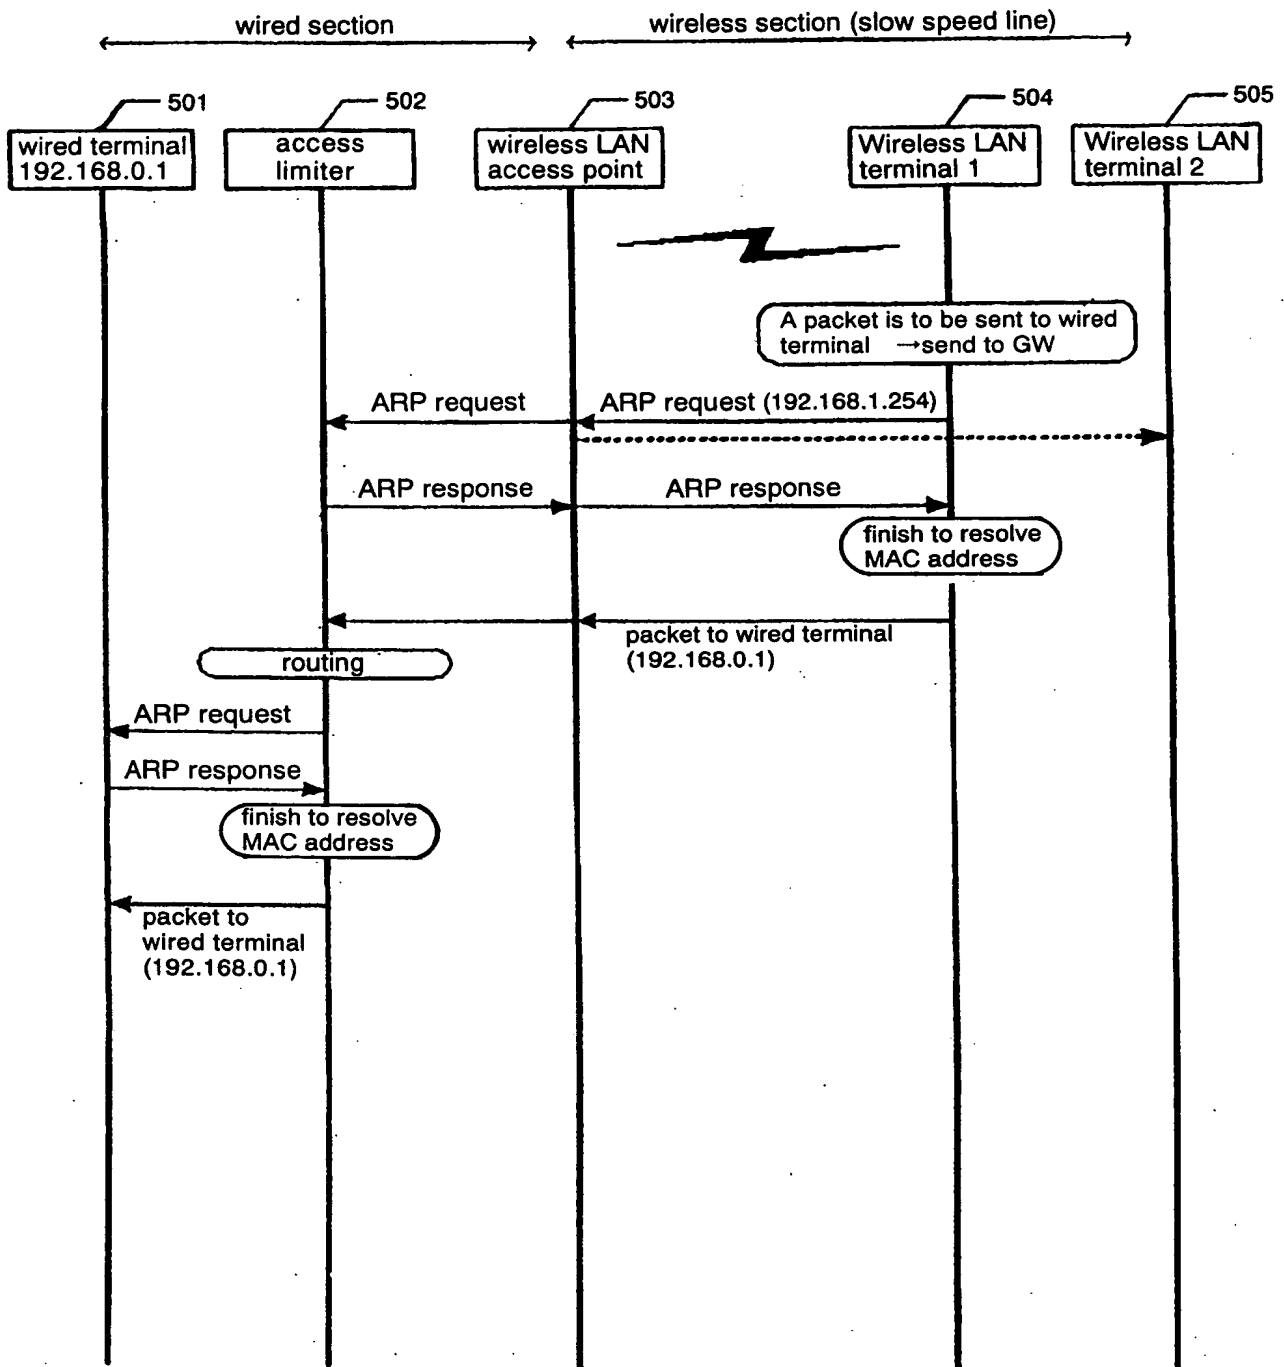 wired section
wireless section (slow speed line)
501
502
503
504
505
wired terminal
192.168.0.1
access
limiter
wireless LAN
access point
Wireless LAN
terminal 1
Wireless LAN
terminal 2
A packet is to be sent to wired
terminal →send to GW
ARP request
ARP request (192.168.1.254)
ARP response
ARP response
finish to resolve
MAC address
packet to wired terminal
(192.168.0.1)
routing
ARP request
ARP response
finish to resolve
MAC address
packet to
wired terminal
(192.168.0.1)